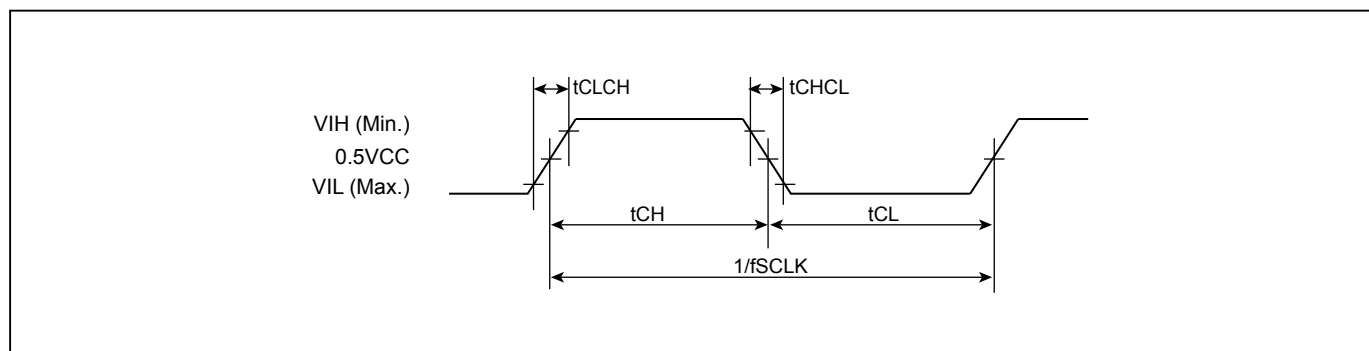 tCLCH
tCHCL
VIH (Min.)
0.5VCC
VIL (Max.)
tCH
tCL
1/fSCLK